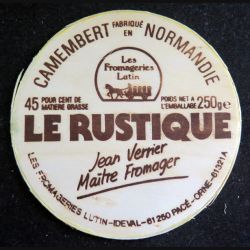 CAMEMBERT FABRIQUÉ EN NORMANDIE
Les
Fromageries
Lutin
45 POUR CENT DE MATIERE GRASSE
POIDS NET A L'EMBALLAGE 250g
LE RUSTIQUE
Jean Verrier
Maître Fromager
LES FROMAGERIES LUTIN-IDEVAL-61250 PACÉ-ORNE-61321A